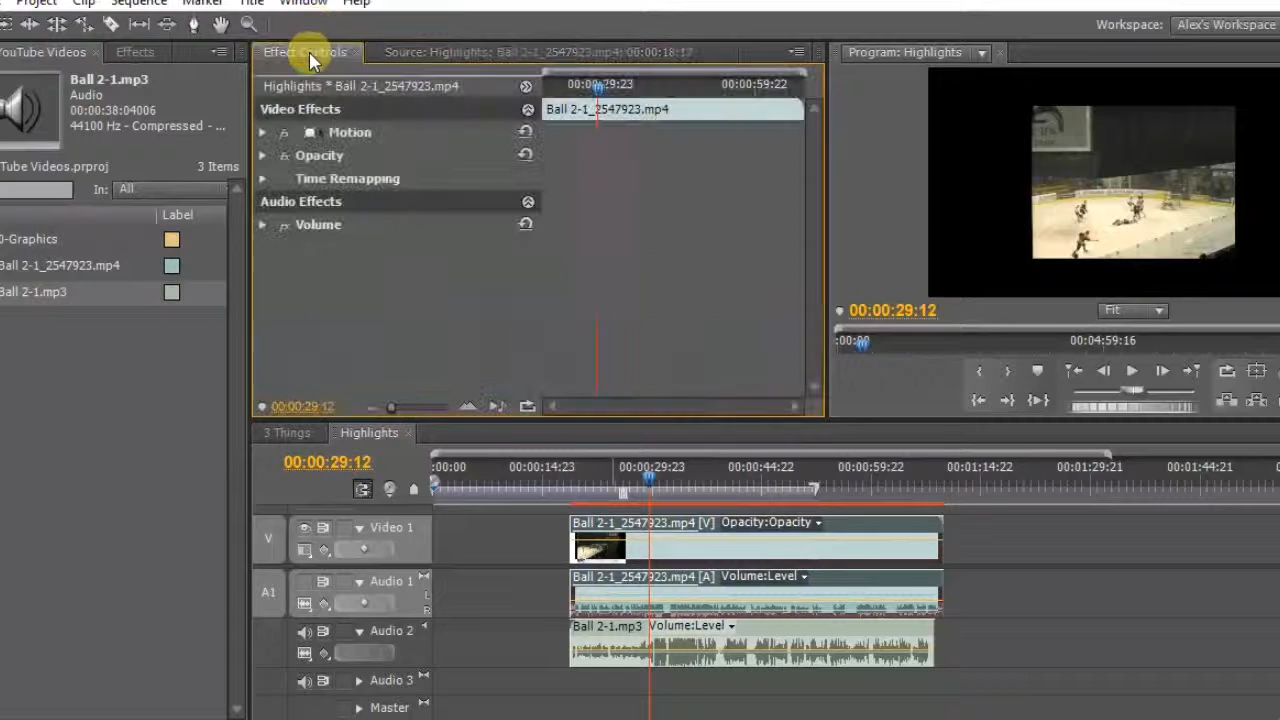 Clip Sequence Marker Title Window Help
Workspace: Alex's Workspace
YouTube Videos Effects
Effect Controls Source: Highlights: Ball 2-1_2547923.mp4: 00:00:18:17
Program: Highlights
Ball 2-1.mp3
Audio
00:00:38:04006
44100 Hz - Compressed - ...
Tube Videos.prproj 3 Items
In: All
Label
0-Graphics
Ball 2-1_2547923.mp4
Ball 2-1.mp3
Highlights * Ball 2-1_2547923.mp4
00:00:29:23 00:00:59:22
Video Effects
Ball 2-1_2547923.mp4
fx Motion
fx Opacity
Time Remapping
Audio Effects
fx Volume
00:00:29:12
00:00:29:12 Fit
:00:00 00:04:59:16
3 Things Highlights
00:00:29:12
:00:00 00:00:14:23 00:00:29:23 00:00:44:22 00:00:59:22 00:01:14:22 00:01:29:21 00:01:44:21
V Video 1
Ball 2-1_2547923.mp4 [V] Opacity:Opacity
A1 Audio 1
L
R
Ball 2-1_2547923.mp4 [A] Volume:Level
Audio 2
Ball 2-1.mp3 Volume:Level
Audio 3
Master